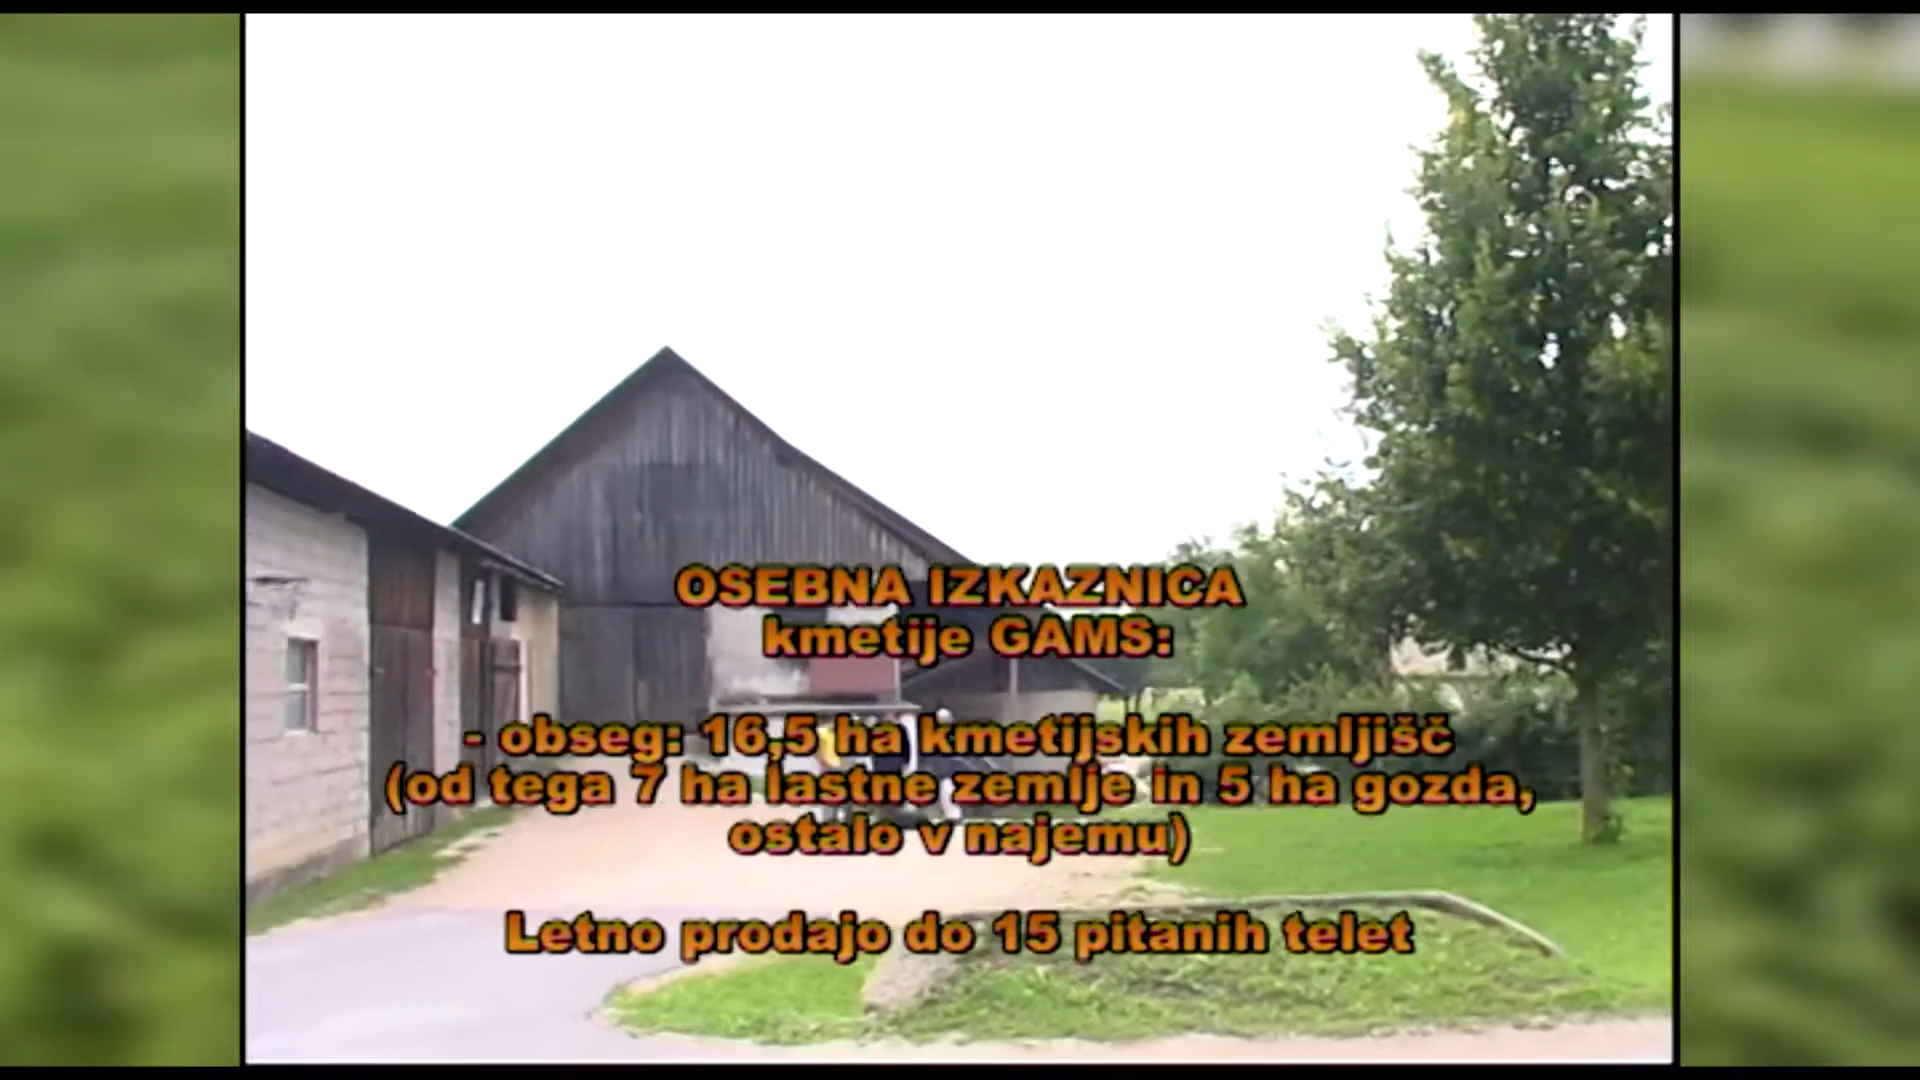 OSEBNA IZKAZNICA
kmetije GAMS:
- obseg: 16,5 ha kmetijskih zemljišč
(od tega 7 ha lastne zemlje in 5 ha gozda,
ostalo v najemu)
Letno prodajo do 15 pitanih telet